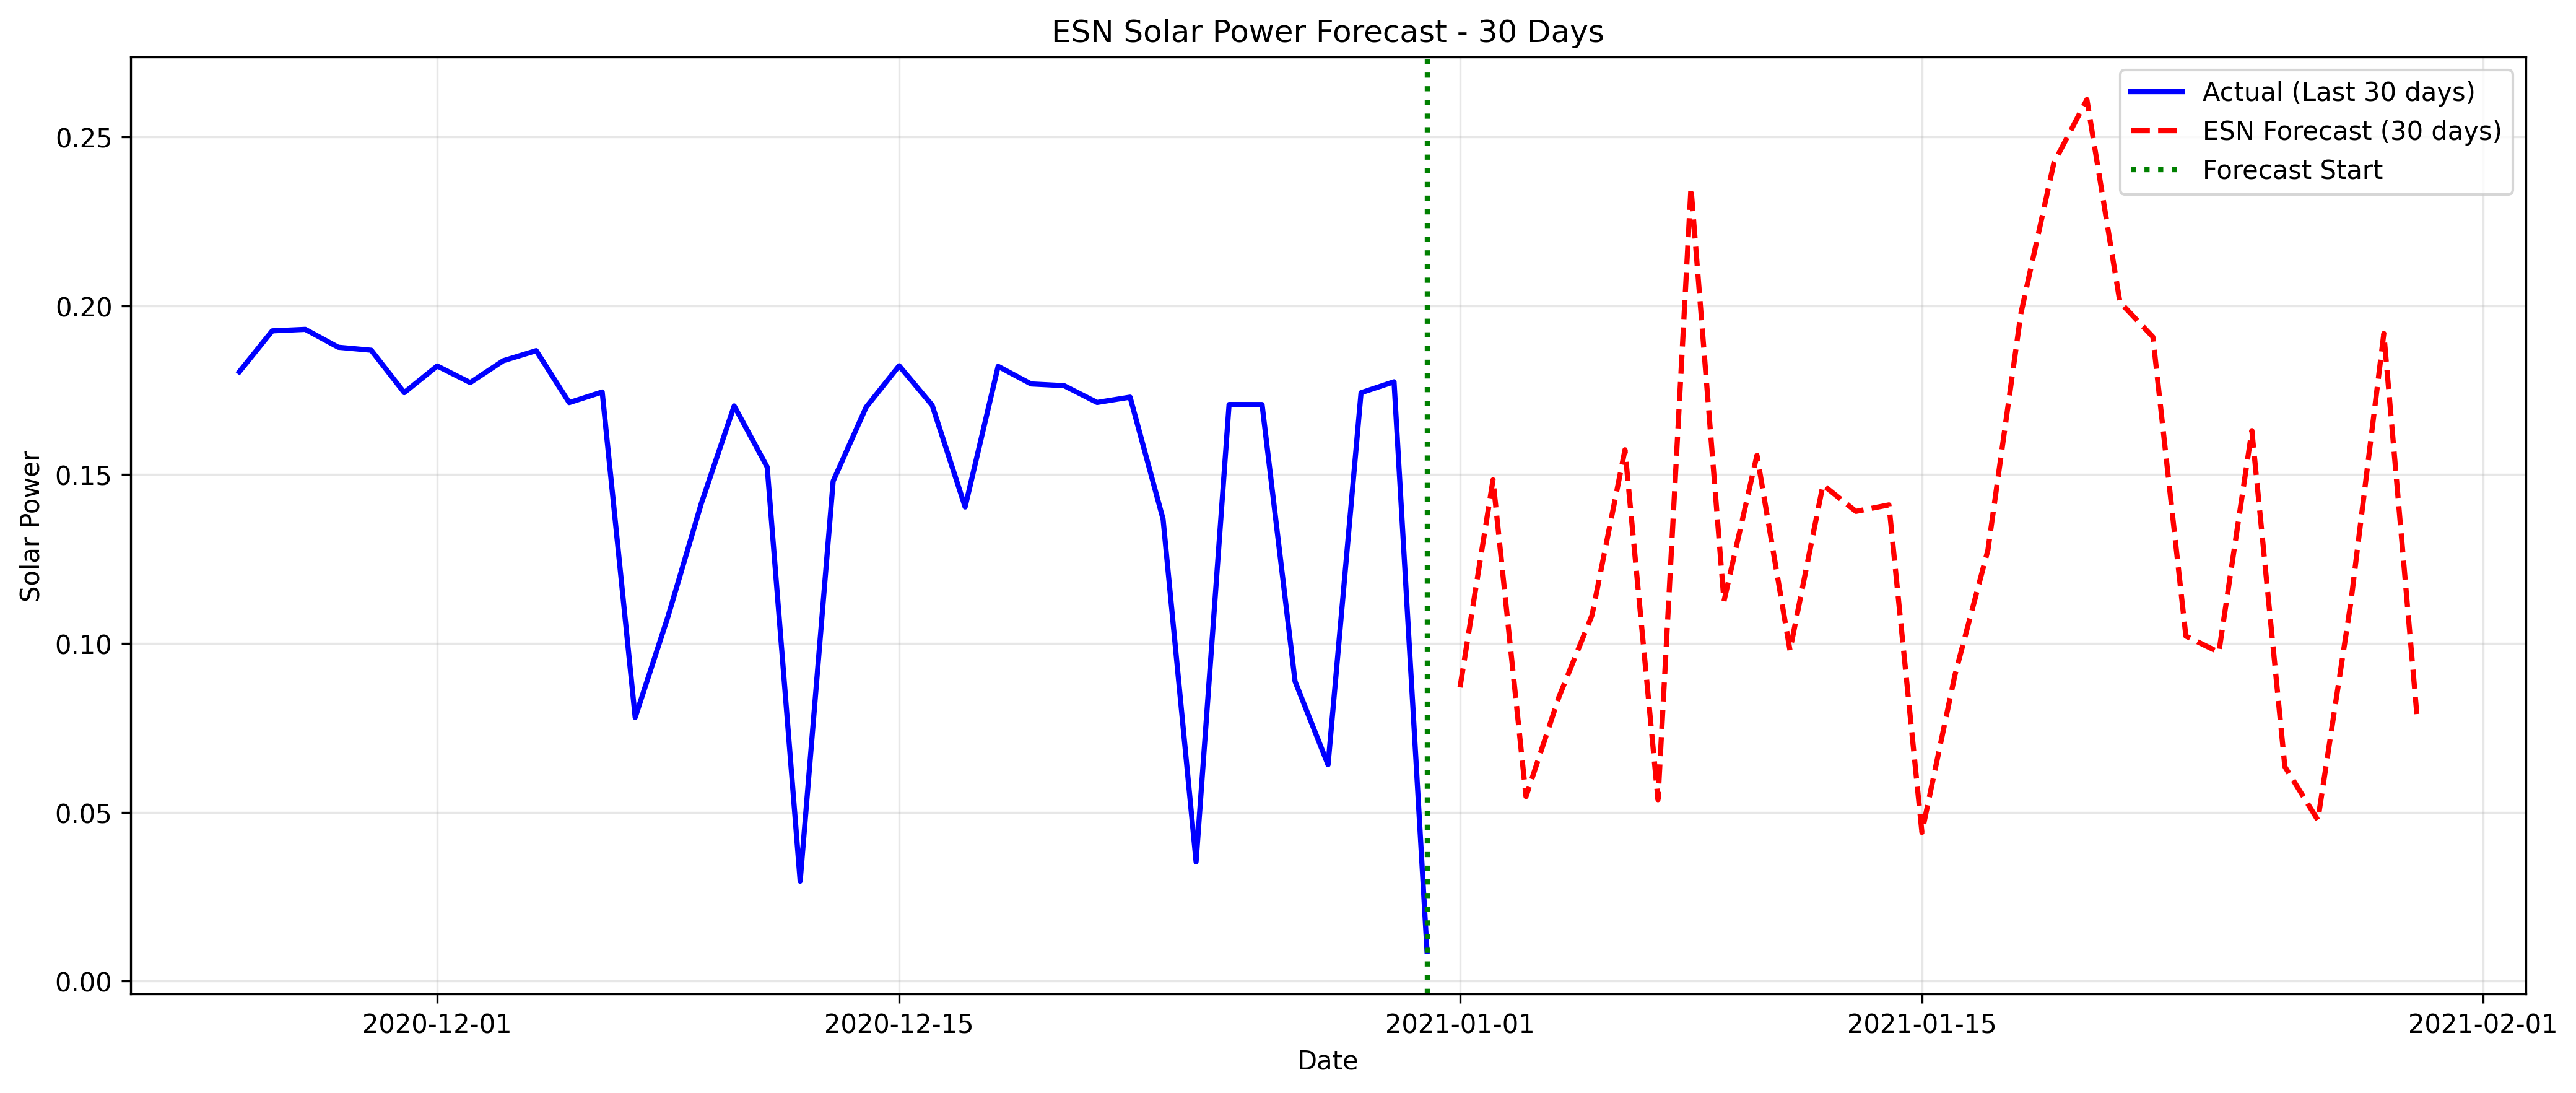 ESN Solar Power Forecast - 30 Days
Actual (Last 30 days)
ESN Forecast (30 days)
Forecast Start
Solar Power
0.25
0.20
0.15
0.10
0.05
0.00
2020-12-01
2020-12-15
2021-01-01
2021-01-15
2021-02-01
Date